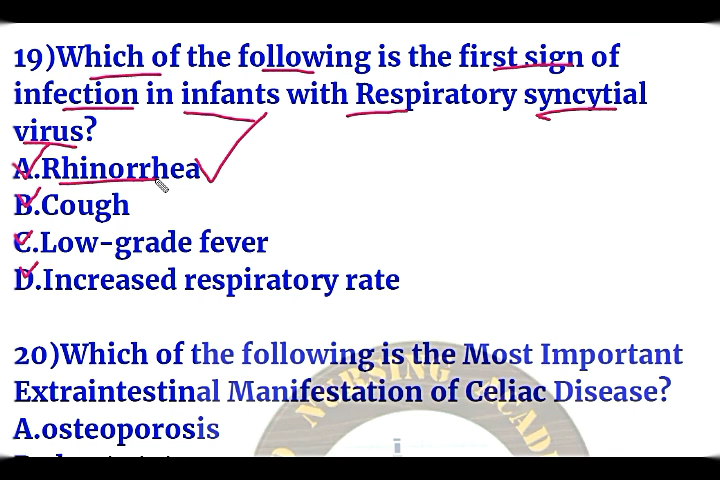 19)Which of the following is the first sign of
infection in infants with Respiratory syncytial
virus?
A.Rhinorrhea
B.Cough
C.Low-grade fever
D.Increased respiratory rate
20)Which of the following is the Most Important
Extraintestinal Manifestation of Celiac Disease?
NURSING
A.osteoporosis